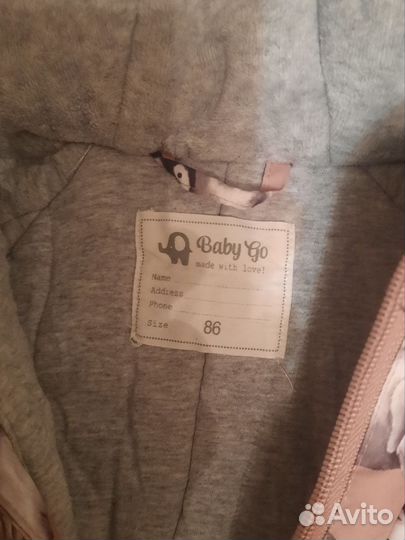 Baby Go
made with love!
Name
Address
Phone
Size 86
Avito